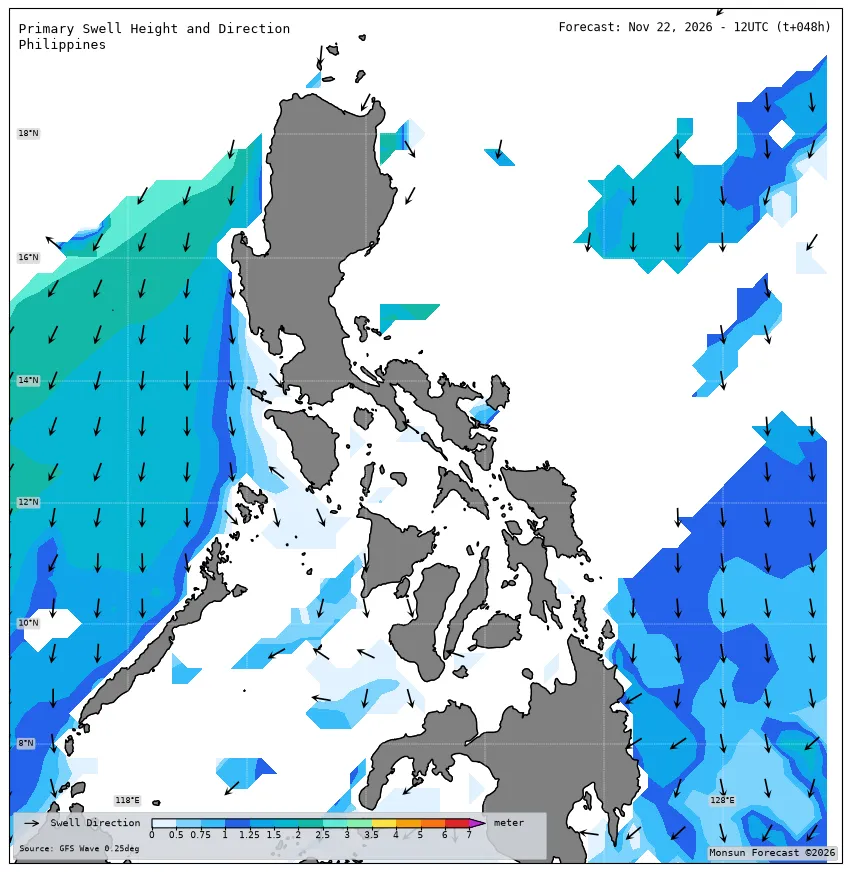 Primary Swell Height and Direction
Philippines
Forecast: Nov 22, 2026 - 12UTC (t+048h)
18°N
16°N
14°N
12°N
10°N
8°N
118°E
128°E
Swell Direction
0 0.5 0.75 1 1.25 1.5 2 2.5 3 3.5 4 5 6 7
meter
Source: GFS Wave 0.25deg
Monsun Forecast ©2026